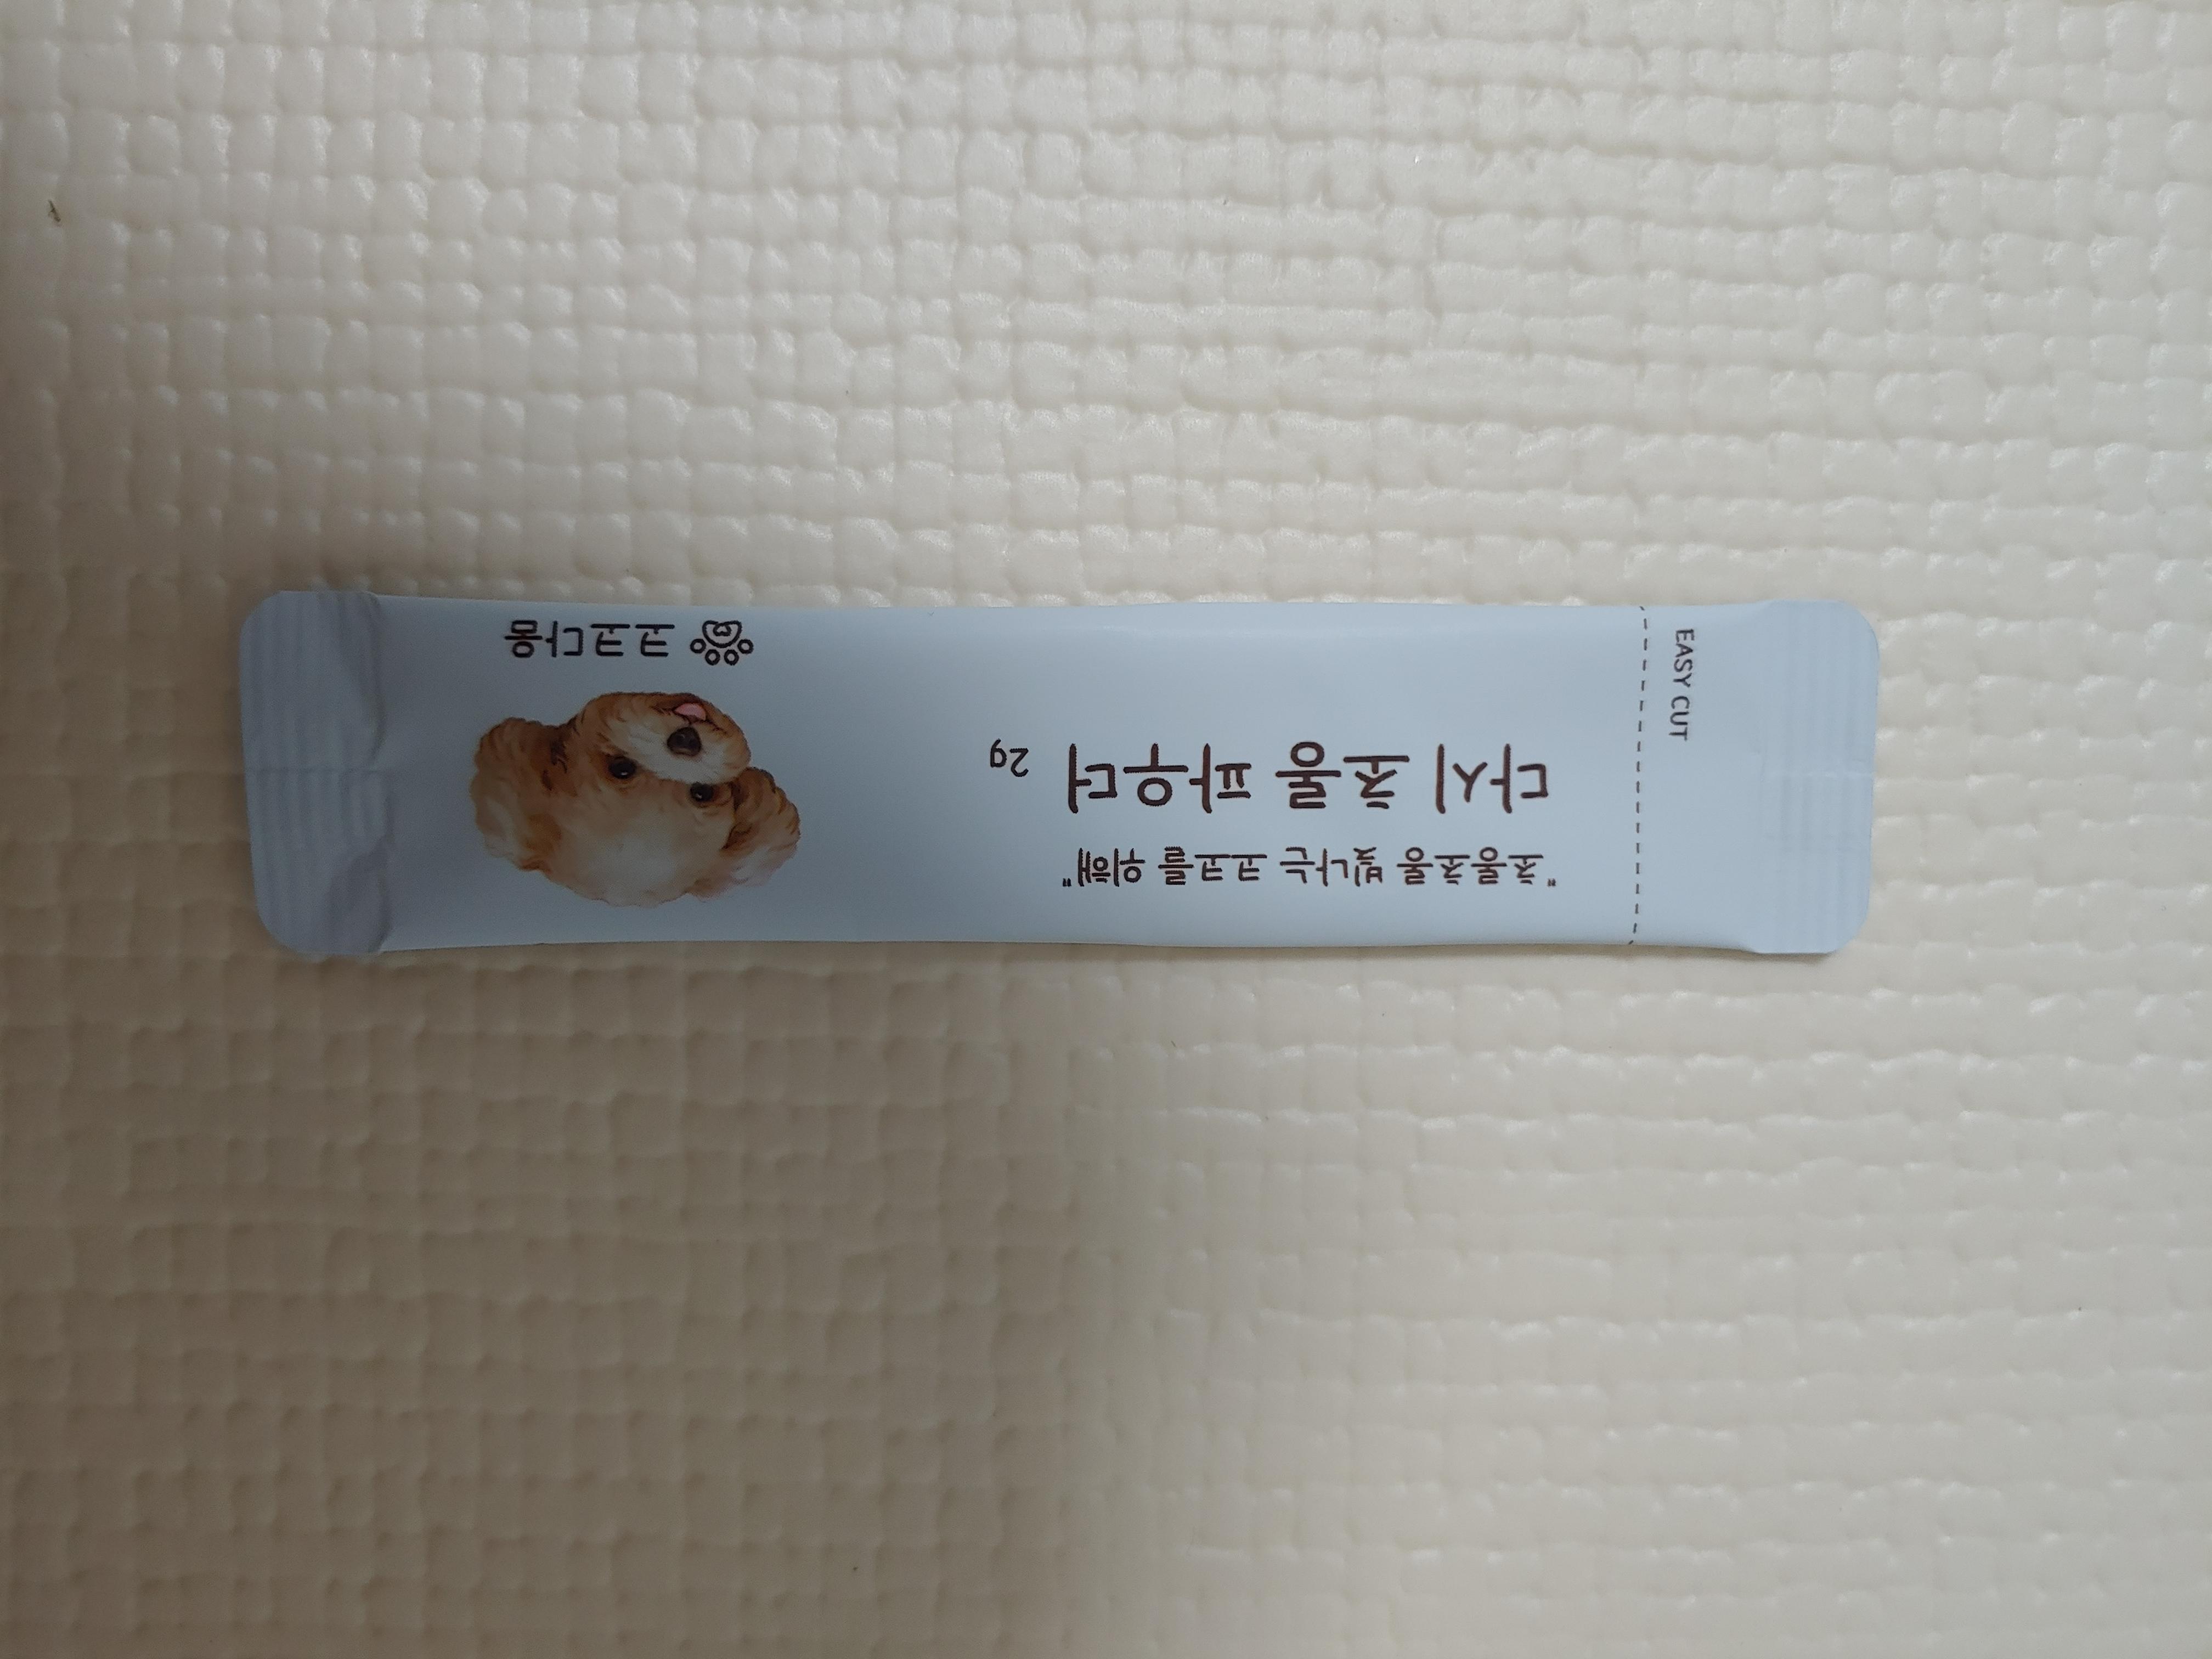 "초롱초롱 빛나는 코코를 위해"
다시 초롱 파우더 2g
코코다움
EASY CUT